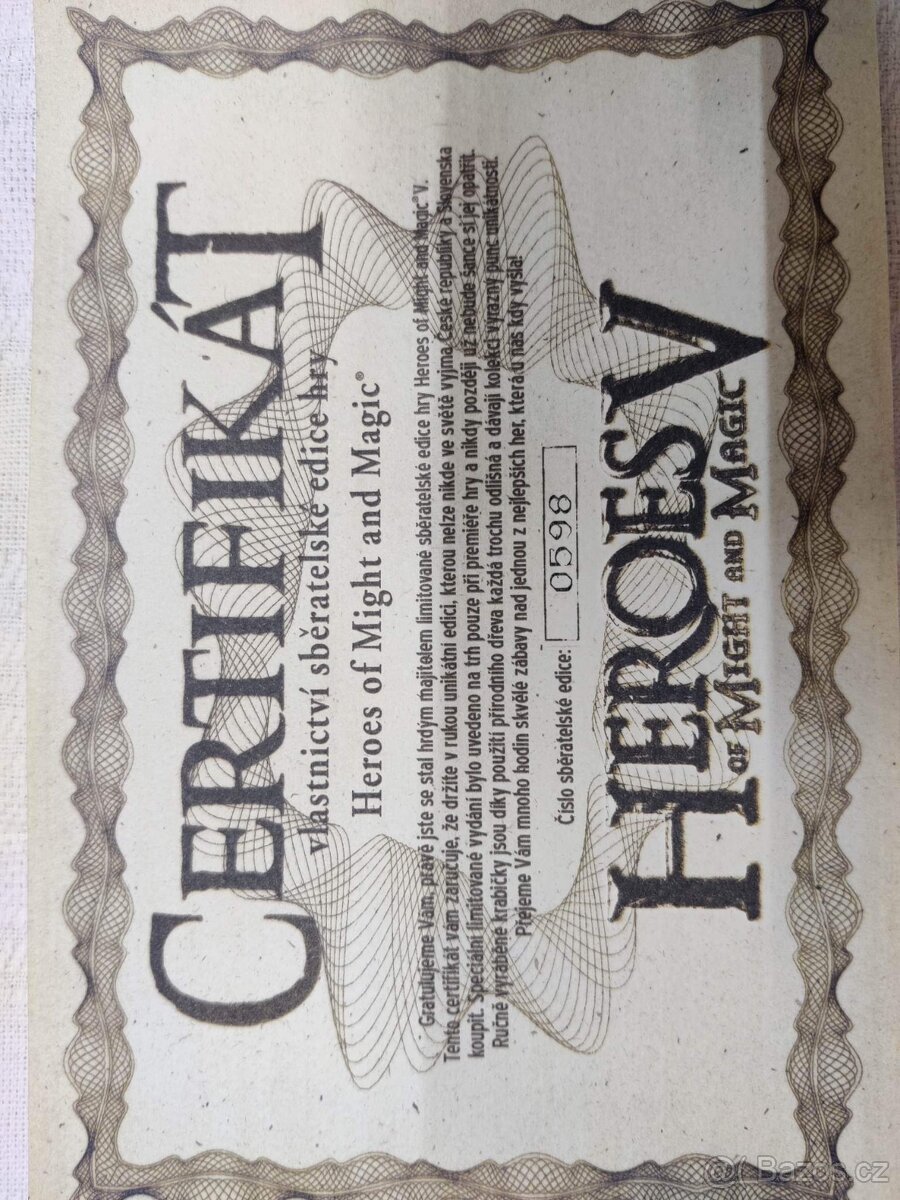 CERTIFIKÁT
vlastnictví sběratelské edice hry
Heroes of Might and Magic®
Gratulujeme Vám, právě jste se stal hrdým majitelem limitované sběratelské edice hry Heroes of Might and Magic® V.
Tento certifikát vám zaručuje, že držíte v rukou unikátní edici, kterou nelze nikde ve světě vyjma České republiky a Slovenska
koupit. Speciální limitované vydání bylo uvedeno na trh pouze při premiéře hry a nikdy později už nebude šance si jej opatřit.
Ručně vyráběné krabičky jsou díky použití přírodního dřeva každá trochu odlišná a dávají kolekci výrazný punc unikátnosti.
Přejeme Vám mnoho hodin skvělé zábavy nad jednou z nejlepších her, která u nás kdy vyšla!
Číslo sběratelské edice: 0598
HEROES V
OF MIGHT AND MAGIC
Bazos.cz